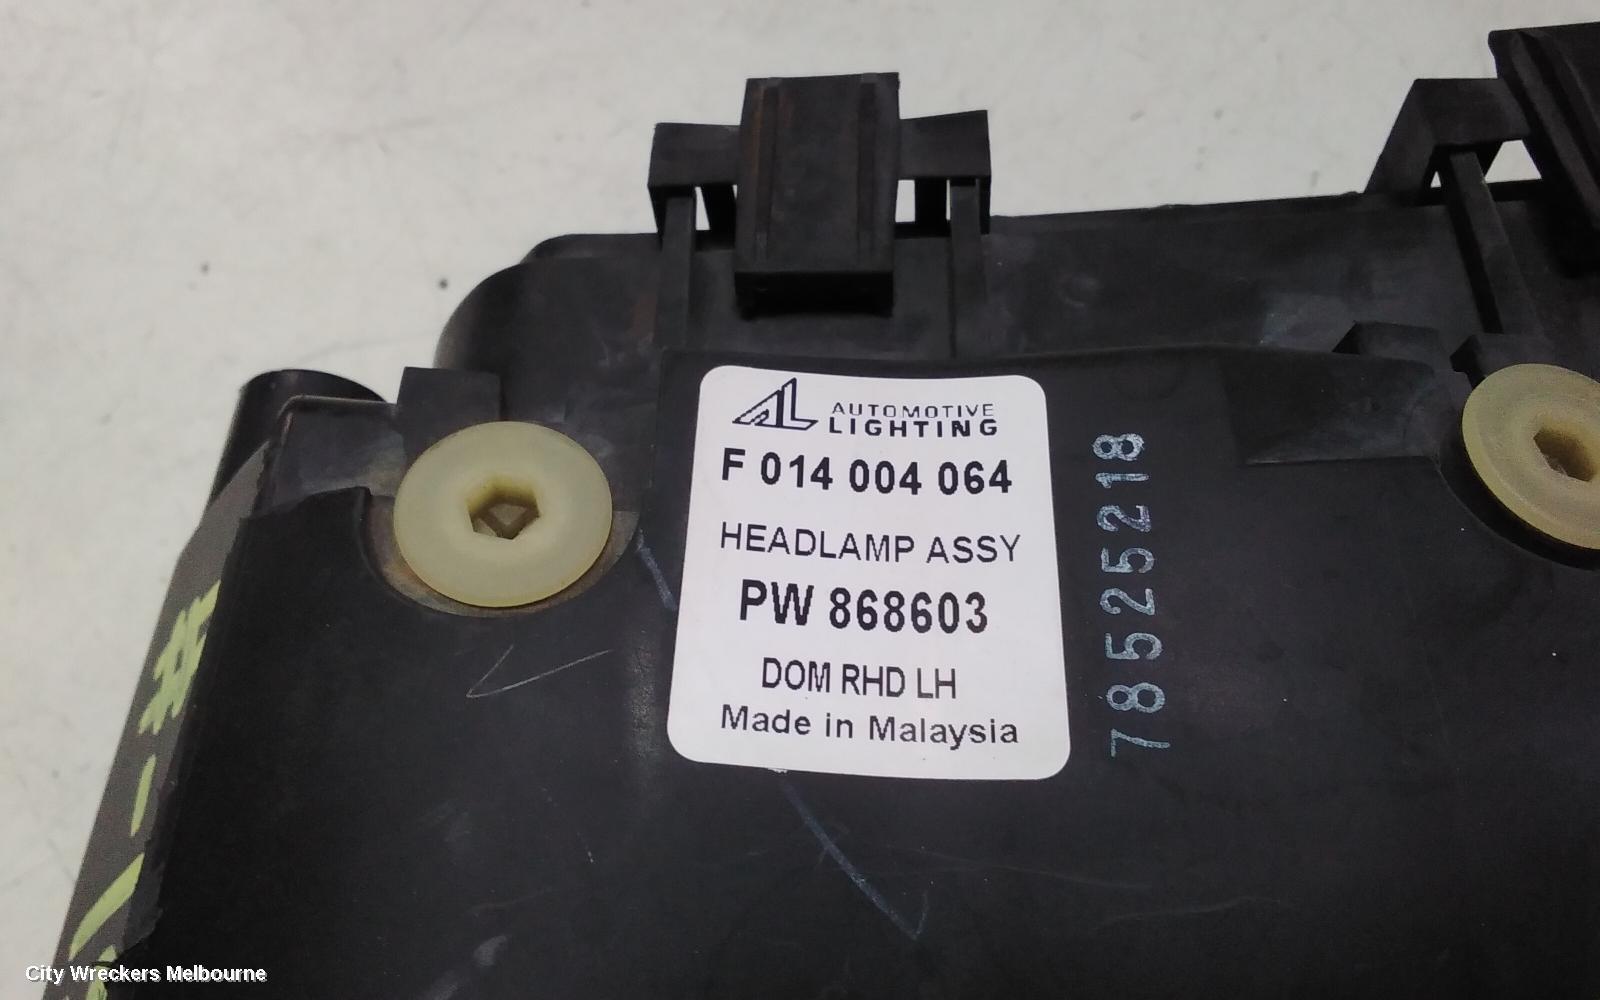 AL AUTOMOTIVE
LIGHTING
F 014 004 064
HEADLAMP ASSY
PW 868603
DOM RHD LH
Made in Malaysia
78525218
City Wreckers Melbourne